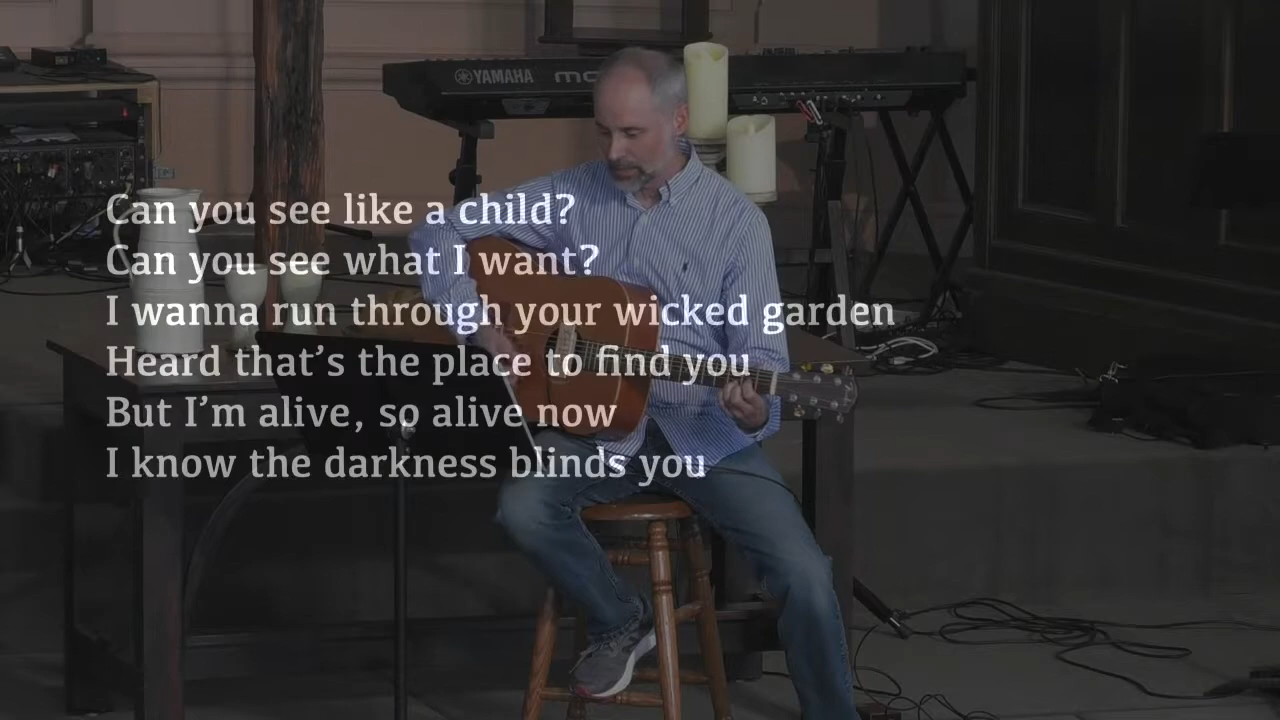 YAMAHA
Can you see like a child?
Can you see what I want?
I wanna run through your wicked garden
Heard that's the place to find you
But I'm alive, so alive now
I know the darkness blinds you